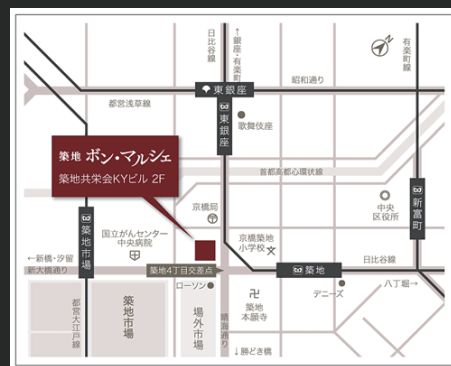 日比谷線
↑銀座・有楽町
昭和通り
有楽町線
N
都営浅草線
東銀座
東銀座
歌舞伎座
築地 ボン・マルシェ
築地共栄会KYビル 2F
首都高都心環状線
京橋局
中央区役所
新富町
国立がんセンター
中央病院
京橋築地
小学校
築地市場
←新橋・汐留
新大橋通り
築地4丁目交差点
築地
日比谷線
八丁堀→
ローソン
デニーズ
都営大江戸線
築地市場
場外市場
晴海通り
築地
本願寺
↓勝どき橋